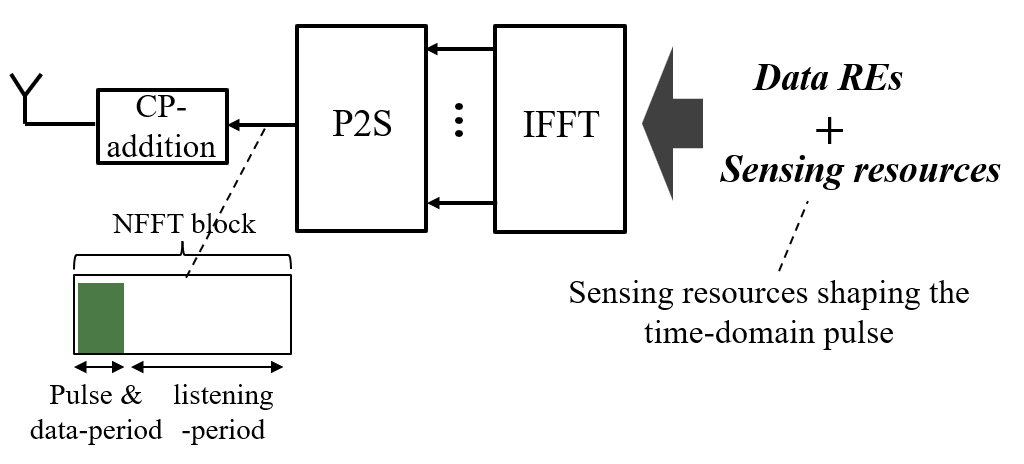 CP-
addition
P2S
IFFT
Data REs
+
Sensing resources
NFFT block
Sensing resources shaping the
time-domain pulse
Pulse &
data-period
listening
-period